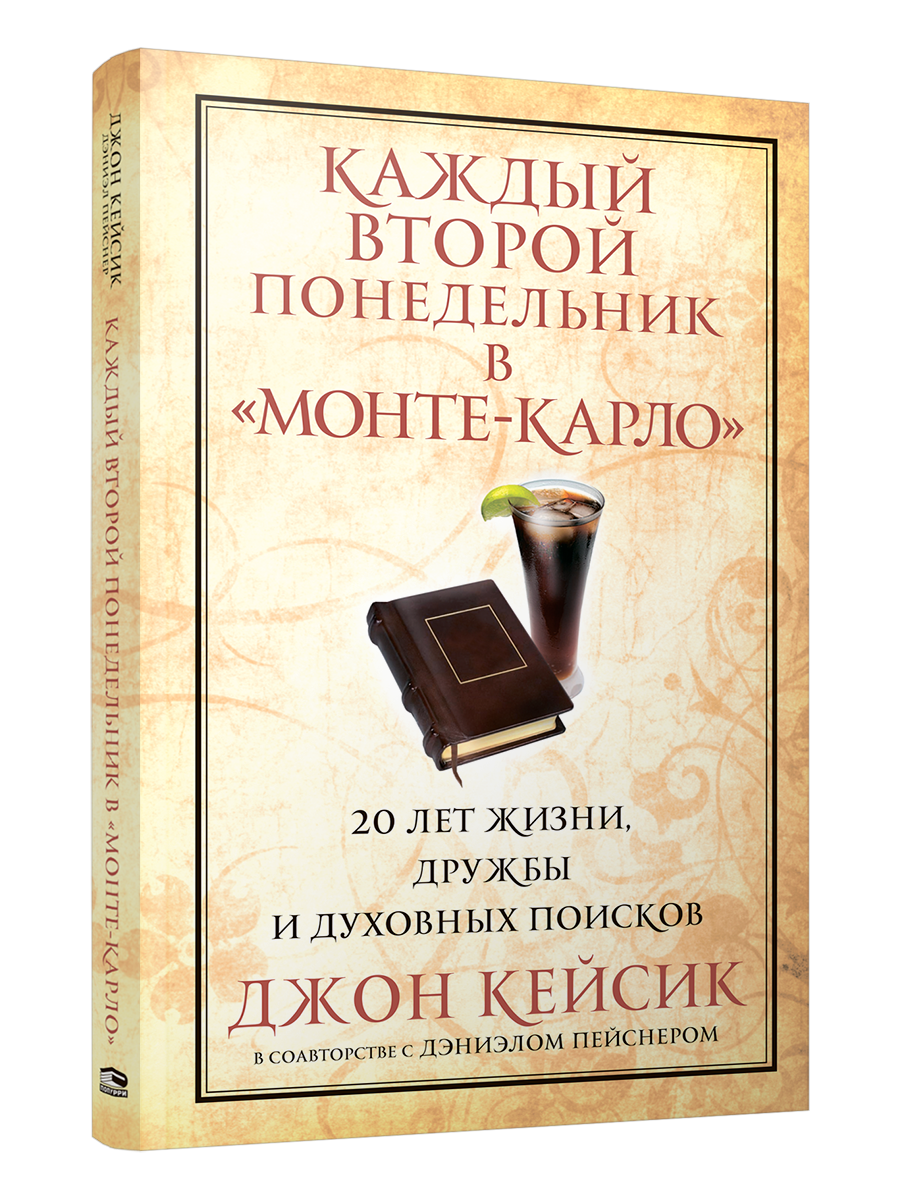 КАЖДЫЙ
ВТОРОЙ
ПОНЕДЕЛЬНИК
В
«МОНТЕ-КАРЛО»
20 ЛЕТ ЖИЗНИ,
ДРУЖБЫ
И ДУХОВНЫХ ПОИСКОВ
ДЖОН КЕЙСИК
В СОАВТОРСТВЕ С ДЭНИЭЛОМ ПЕЙСНЕРОМ
ДЖОН КЕЙСИК
ДЭНИЭЛ ПЕЙСНЕР
КАЖДЫЙ ВТОРОЙ ПОНЕДЕЛЬНИК В «МОНТЕ-КАРЛО»
ПОПУРРИ